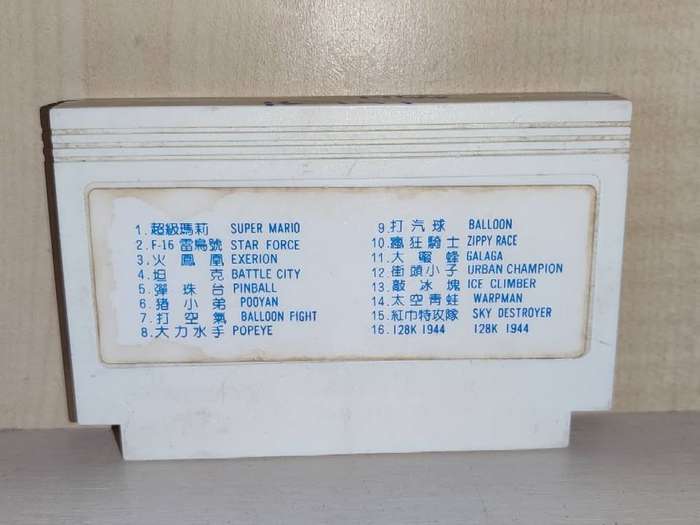 1.超級瑪莉 SUPER MARIO
2.F-16 雷鳥號 STAR FORCE
3.火鳳凰 EXERION
4.坦克 BATTLE CITY
5.彈珠台 PINBALL
6.豬小弟 POOYAN
7.打空氣 BALLOON FIGHT
8.大力水手 POPEYE
9.打汽球 BALLOON
10.瘋狂騎士 ZIPPY RACE
11.大蜜蜂 GALAGA
12.街頭小子 URBAN CHAMPION
13.敲冰塊 ICE CLIMBER
14.太空青蛙 WARPMAN
15.紅巾特攻隊 SKY DESTROYER
16.128K 1944 128K 1944